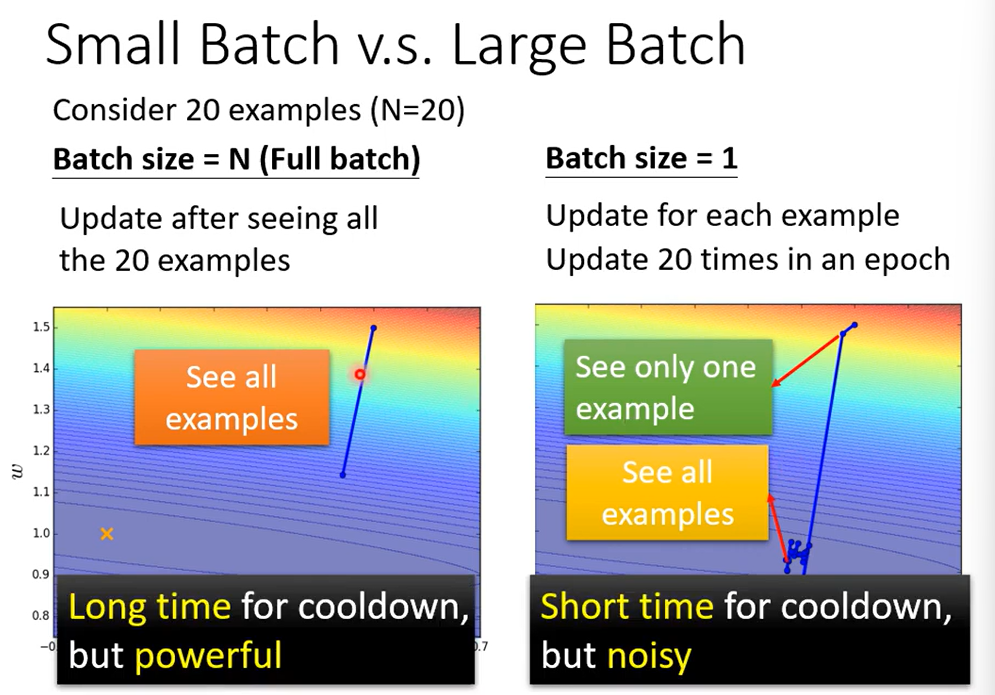 Small Batch v.s. Large Batch
Consider 20 examples (N=20)
Batch size = N (Full batch)
Update after seeing all
the 20 examples
1.5
1.4
1.3
1.2
1.1
1.0
0.9
0.8
w
See all
examples
Long time for cooldown,
but powerful
Batch size = 1
Update for each example
Update 20 times in an epoch
See only one
example
See all
examples
Short time for cooldown,
but noisy